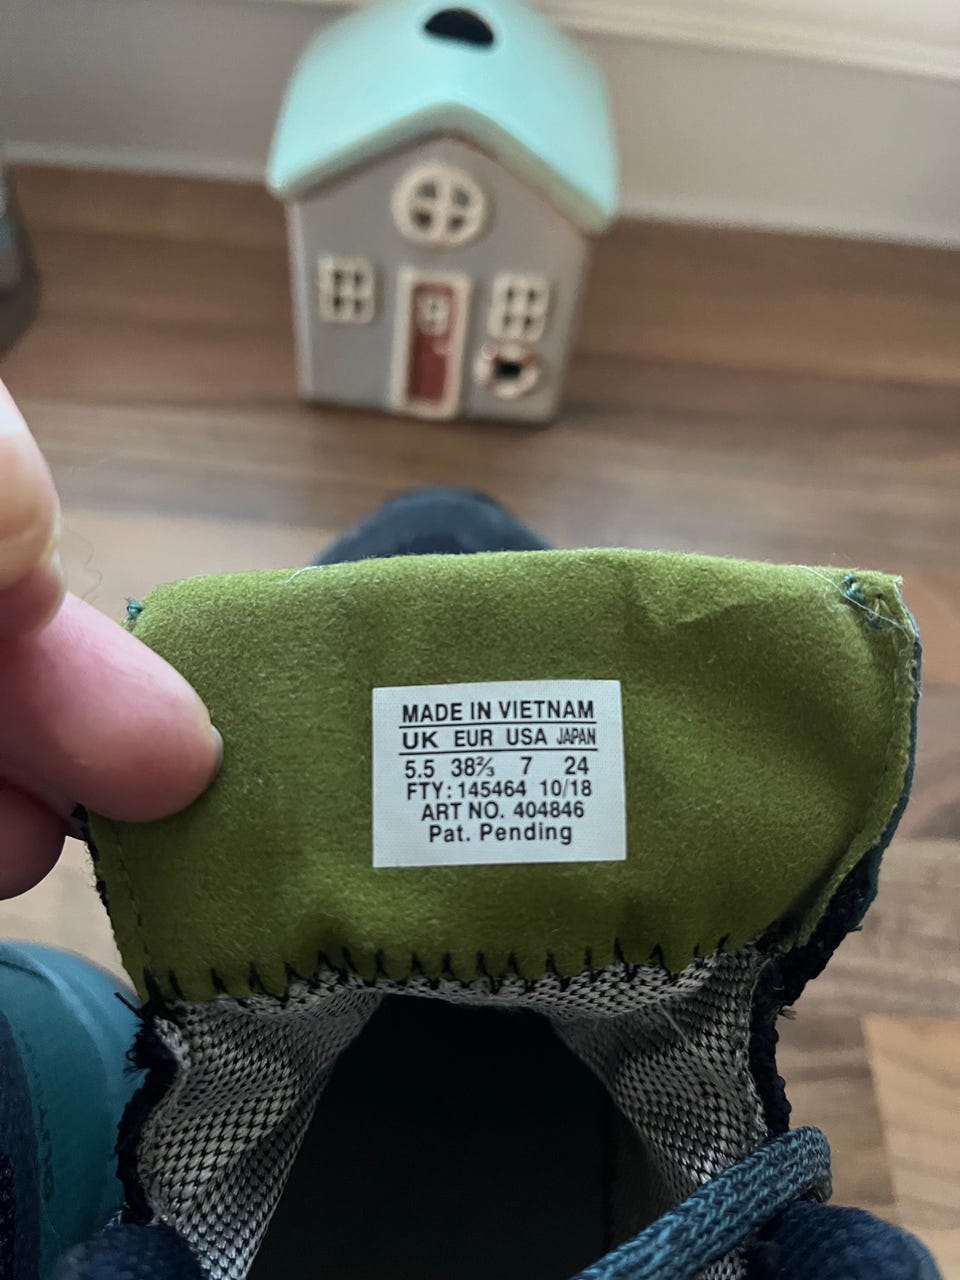 MADE IN VIETNAM
UK EUR USA JAPAN
5.5 38⅔ 7 24
FTY: 145464 10/18
ART NO. 404846
Pat. Pending